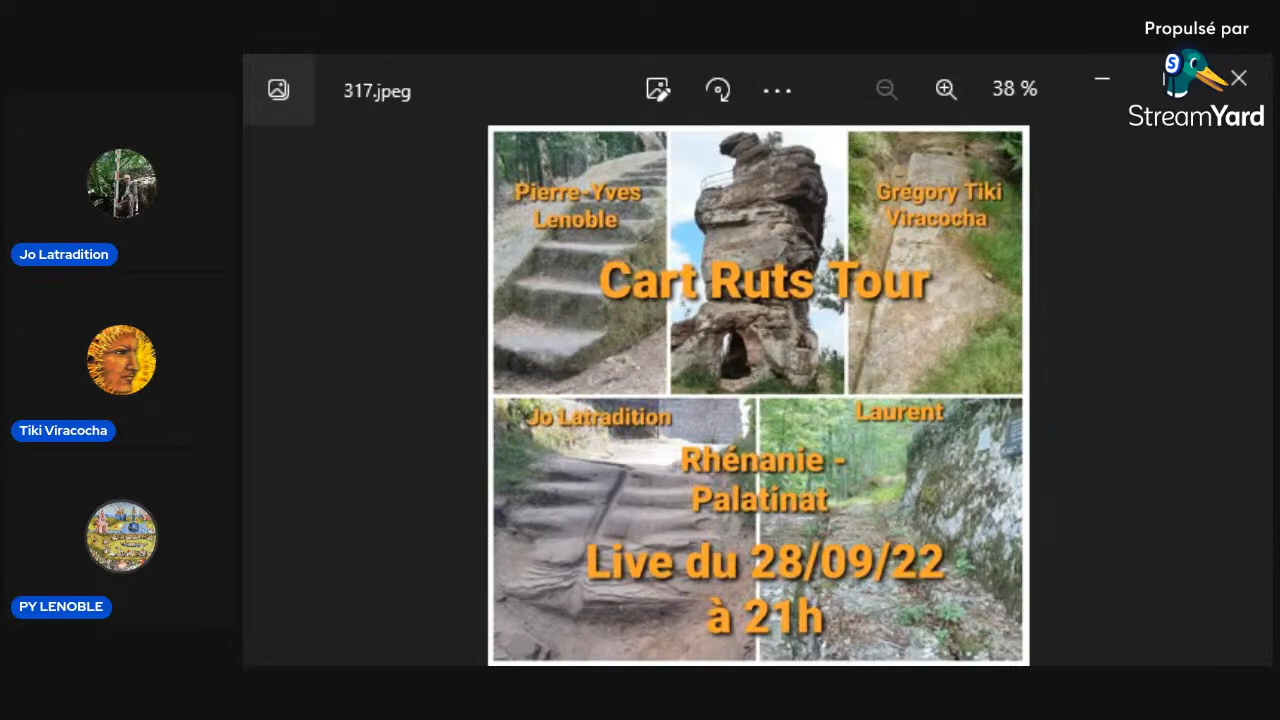 Propulsé par
StreamYard
317.jpeg
38 %
Jo Latradition
Tiki Viracocha
PY LENOBLE
Pierre-Yves
Lenoble
Grégory Tiki
Viracocha
Cart Ruts Tour
Jo Latradition
Laurent
Rhénanie -
Palatinat
Live du 28/09/22
à 21h